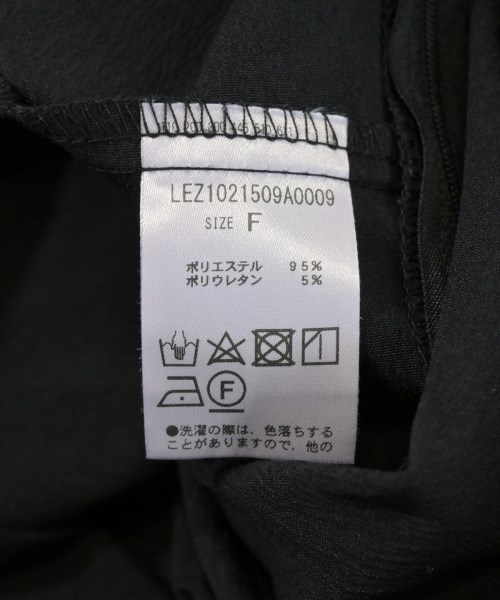 LEZ1021509A0009
SIZE F
ポリエステル 95%
ポリウレタン 5%
F
●洗濯の際は、色落ちする
ことがありますので、他の